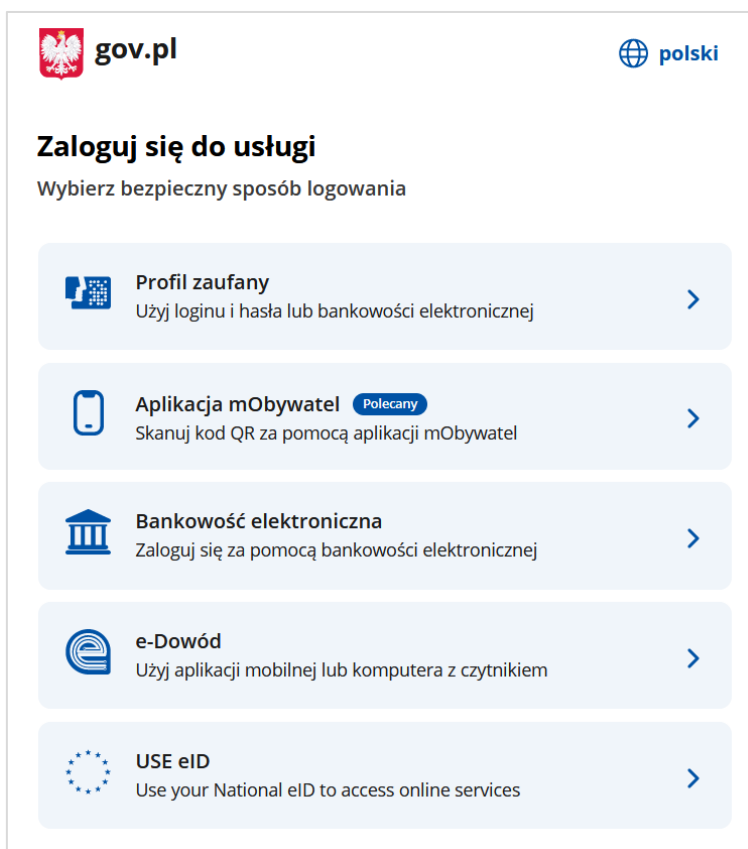 gov.pl
polski
Zaloguj się do usługi
Wybierz bezpieczny sposób logowania
Profil zaufany
Użyj loginu i hasła lub bankowości elektronicznej
Aplikacja mObywatel Polecany
Skanuj kod QR za pomocą aplikacji mObywatel
Bankowość elektroniczna
Zaloguj się za pomocą bankowości elektronicznej
e-Dowód
Użyj aplikacji mobilnej lub komputera z czytnikiem
USE eID
Use your National eID to access online services